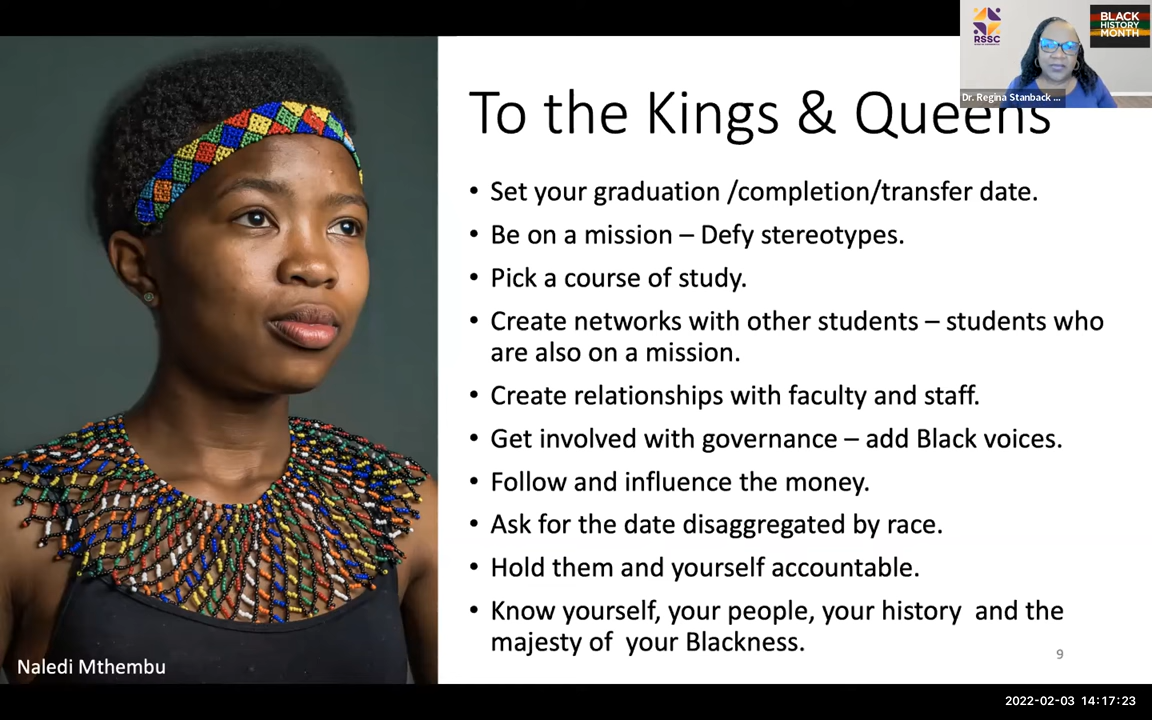 RSSC
BLACK
HISTORY
MONTH
Dr. Regina Stanback ...
To the Kings & Queens
• Set your graduation /completion/transfer date.
• Be on a mission – Defy stereotypes.
• Pick a course of study.
• Create networks with other students – students who
are also on a mission.
• Create relationships with faculty and staff.
• Get involved with governance – add Black voices.
• Follow and influence the money.
• Ask for the date disaggregated by race.
• Hold them and yourself accountable.
• Know yourself, your people, your history  and the
majesty of  your Blackness.
9
Naledi Mthembu
2022-02-03 14:17:23